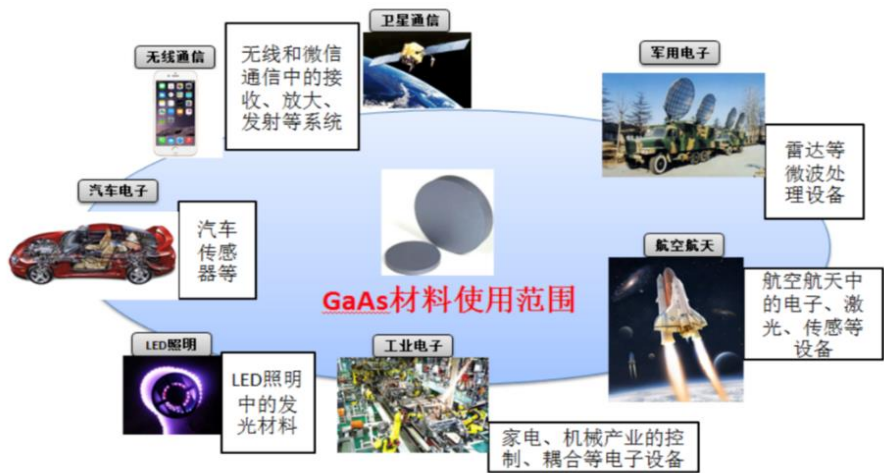 卫星通信
无线通信
无线和微信
通信中的接
收、放大、
发射等系统
军用电子
雷达等
微波处
理设备
汽车电子
汽车
传感
器等
GaAs材料使用范围
航空航天
航空航天中
的电子、激
光、传感等
设备
LED照明
LED照明
中的发
光材料
工业电子
家电、机械产业的控
制、耦合等电子设备